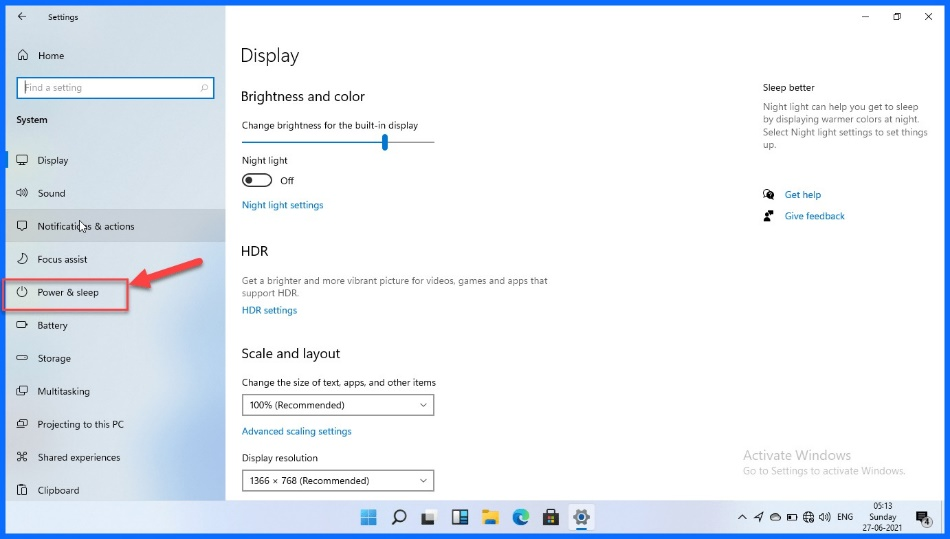 Settings
Home
Find a setting
System
Display
Sound
Notifications & actions
Focus assist
Power & sleep
Battery
Storage
Multitasking
Projecting to this PC
Shared experiences
Clipboard
Display
Brightness and color
Change brightness for the built-in display
Night light
Off
Night light settings
HDR
Get a brighter and more vibrant picture for videos, games and apps that
support HDR.
HDR settings
Scale and layout
Change the size of text, apps, and other items
100% (Recommended)
Advanced scaling settings
Display resolution
1366 × 768 (Recommended)
Sleep better
Night light can help you get to sleep
by displaying warmer colors at night.
Select Night light settings to set things
up.
Get help
Give feedback
Activate Windows
Go to Settings to activate Windows.
ENG
05:13
Sunday
27-06-2021
4